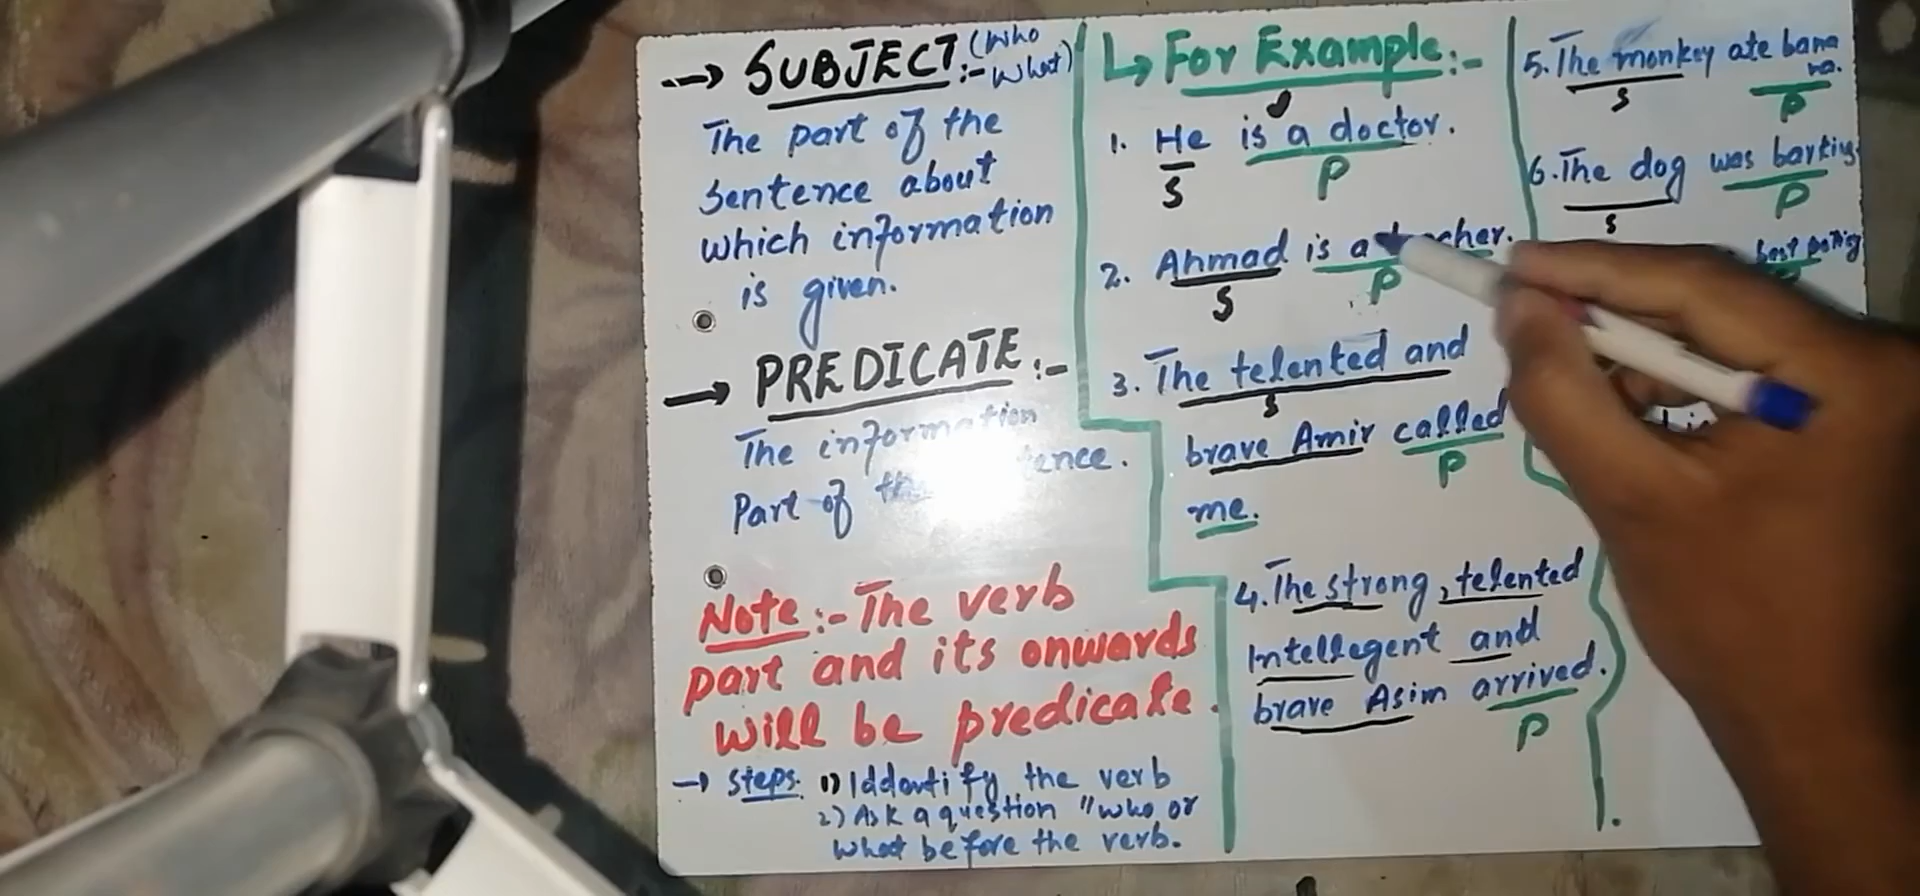 → SUBJECT :- (Who
What)
The part of the
sentence about
which information
is given.
→ PREDICATE :-
The information
Part of the
Note :- The verb
part and its onwards
will be predicate.
→ steps. 1) Iddentify the verb
2) Ask a question "who or
what before the verb.
↳ For Example :-
1. He is a doctor.
S P
2. Ahmad is a
S P
3. The telented and
S
brave Amir called
P
me.
4. The strong, telented
Intellegent and
brave Asim arrived.
P
5. The monkey ate bana
na.
S P
6. The dog was barking
S P
best